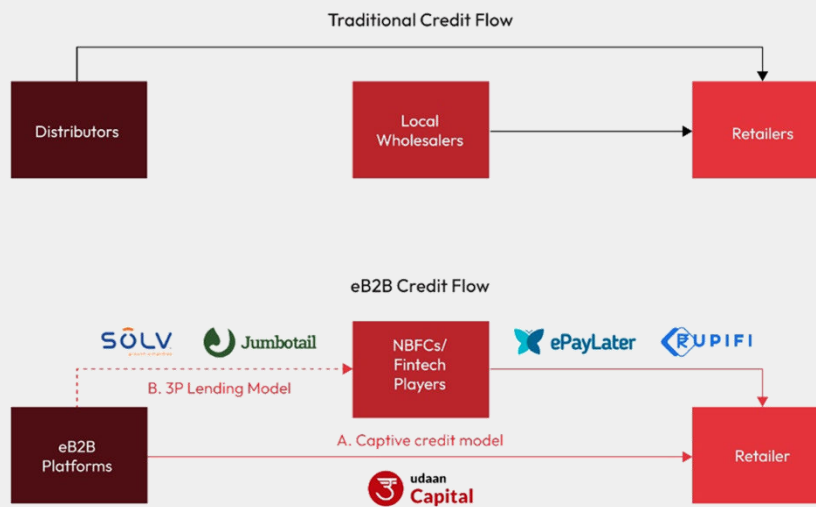 Traditional Credit Flow
Distributors
Local
Wholesalers
Retailers
eB2B Credit Flow
SOLV
Jumbotail
NBFCs/
Fintech
Players
ePayLater
RUPIFI
B. 3P Lending Model
eB2B
Platforms
A. Captive credit model
Retailer
udaan
Capital